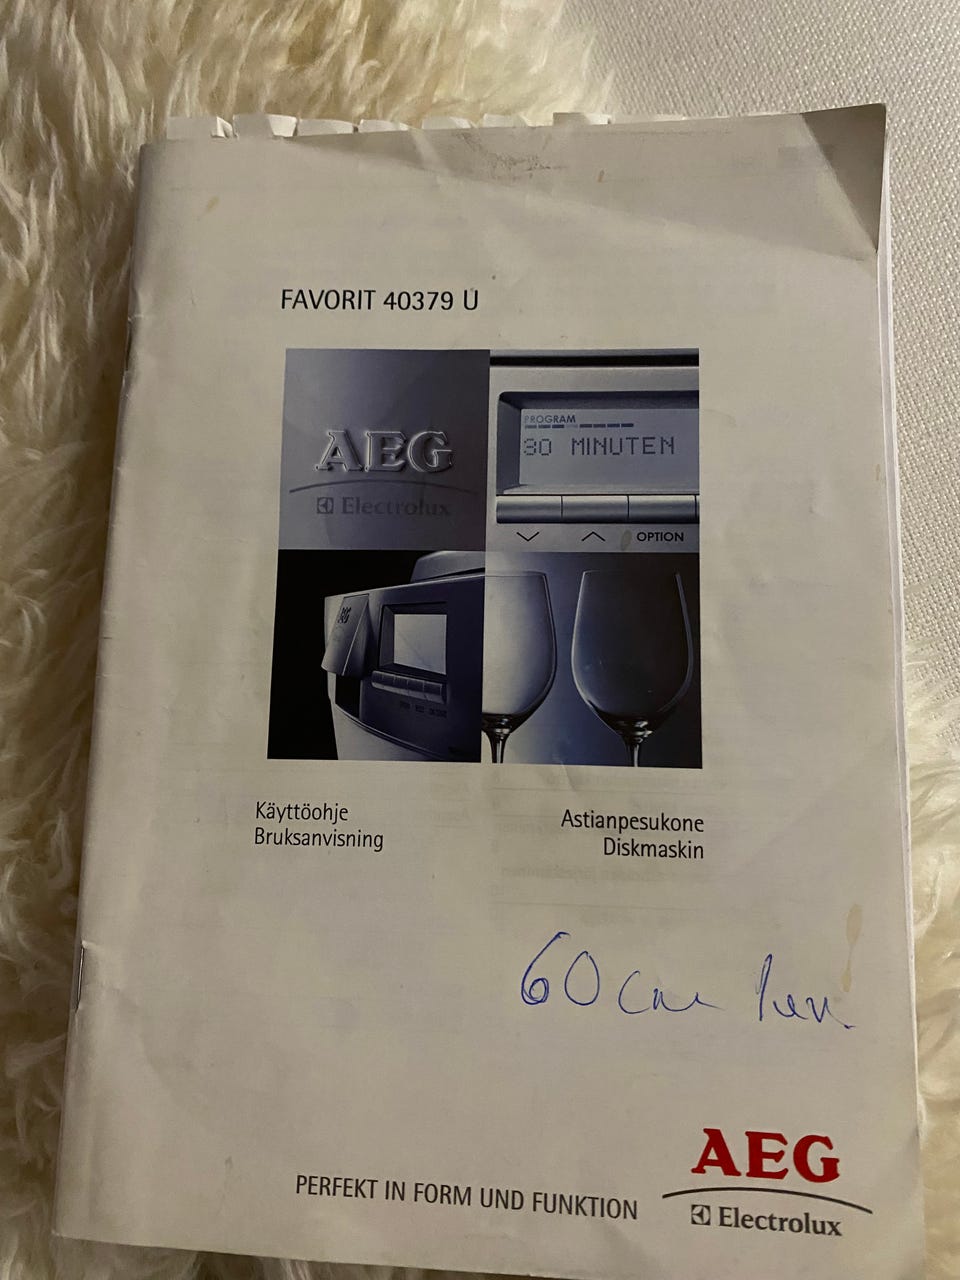 FAVORIT 40379 U
AEG
Electrolux
PROGRAM
30 MINUTEN
OPTION
Käyttöohje
Bruksanvisning
Astianpesukone
Diskmaskin
60 cm lev.
PERFEKT IN FORM UND FUNKTION
AEG
Electrolux